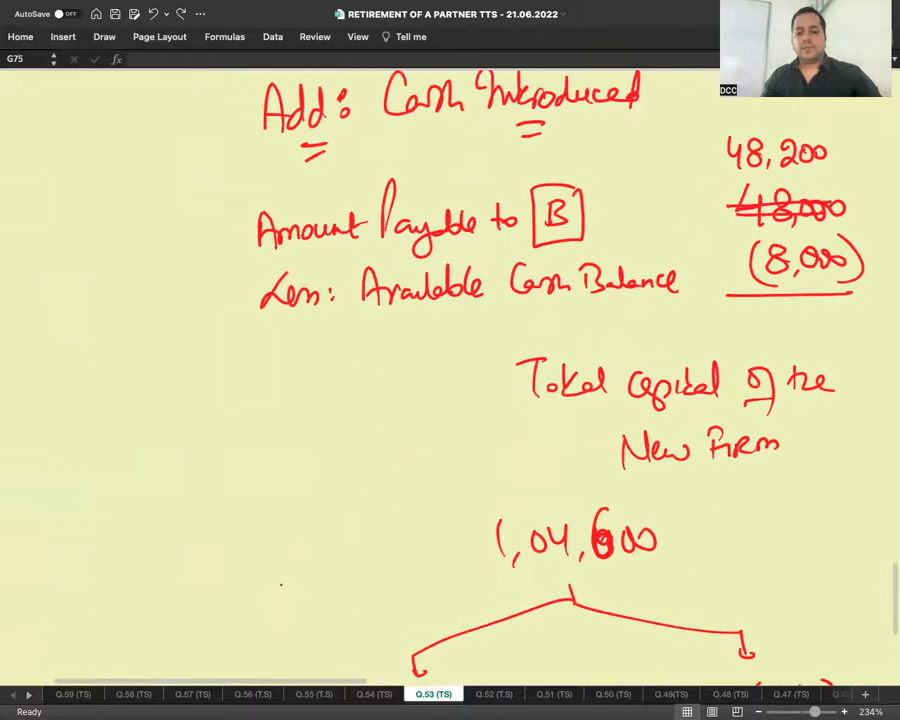 AutoSave OFF
RETIREMENT OF A PARTNER TTS - 21.06.2022
Home Insert Draw Page Layout Formulas Data Review View Tell me
G75 fx
DCC
Add: Cash Introduced
48,200
48,000
Amount Payable to B
(8,000)
Less: Available Cash Balance
Total Capital of the
New Firm
1,04,600
Q.59 (TS) Q.58 (TS) Q.57 (TS) Q.56 (T.S) Q.55 (T.S) Q.54 (TS) Q.53 (TS) Q.52 (T.S) Q.51 (TS) Q.50 (TS) Q.49(TS) Q.48 (TS) Q.47 (TS)
Ready
234%